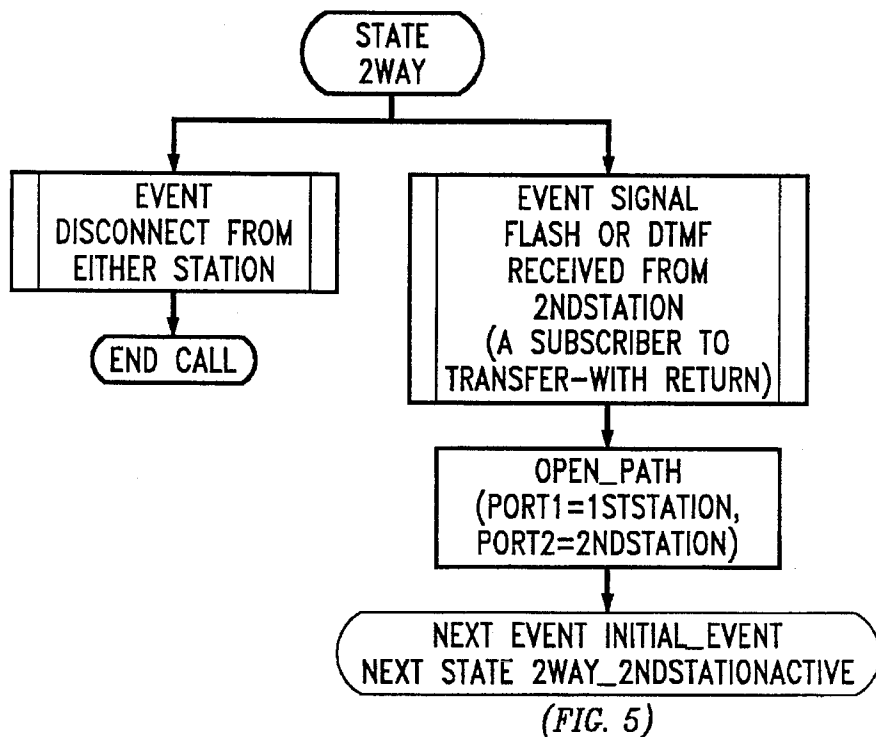 STATE
2WAY
EVENT
DISCONNECT FROM
EITHER STATION
END CALL
EVENT SIGNAL
FLASH OR DTMF
RECEIVED FROM
2NDSTATION
(A SUBSCRIBER TO
TRANSFER-WITH RETURN)
OPEN_PATH
(PORT1=1STSTATION,
PORT2=2NDSTATION)
NEXT EVENT INITIAL_EVENT
NEXT STATE 2WAY_2NDSTATIONACTIVE
(FIG. 5)